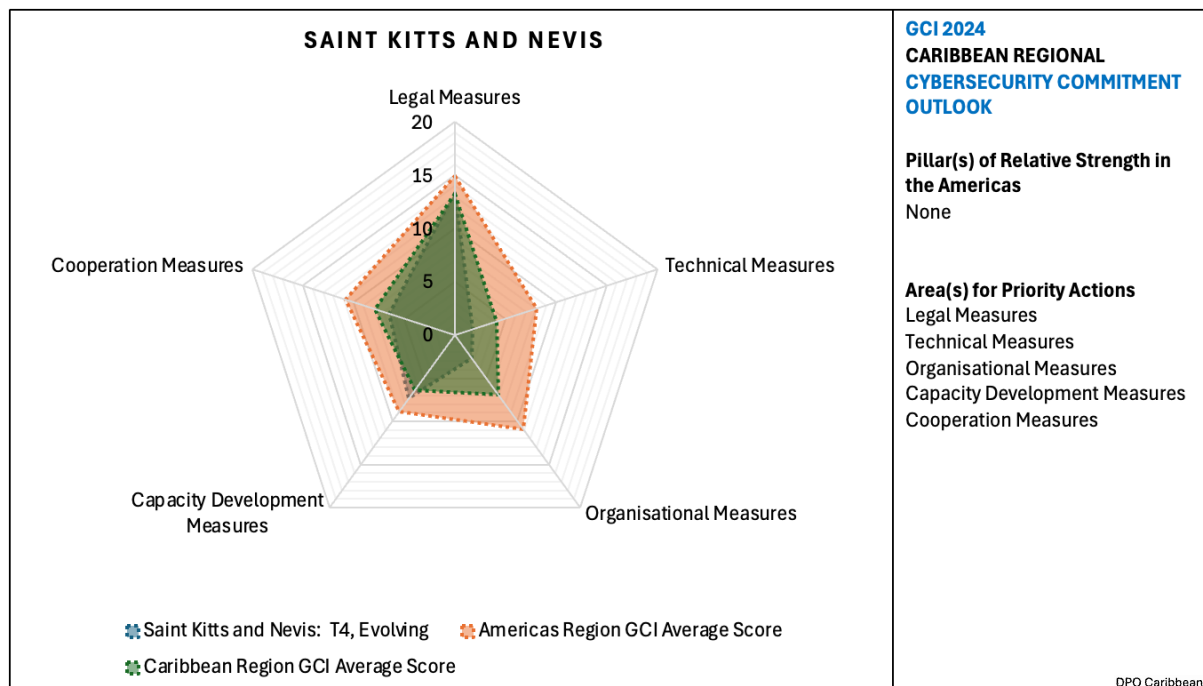 SAINT KITTS AND NEVIS
Legal Measures
20
15
10
5
0
Cooperation Measures
Technical Measures
Capacity Development
Measures
Organisational Measures
Saint Kitts and Nevis: T4, Evolving
Americas Region GCI Average Score
Caribbean Region GCI Average Score
GCI 2024
CARIBBEAN REGIONAL
CYBERSECURITY COMMITMENT
OUTLOOK
Pillar(s) of Relative Strength in
the Americas
None
Area(s) for Priority Actions
Legal Measures
Technical Measures
Organisational Measures
Capacity Development Measures
Cooperation Measures
DPO Caribbean